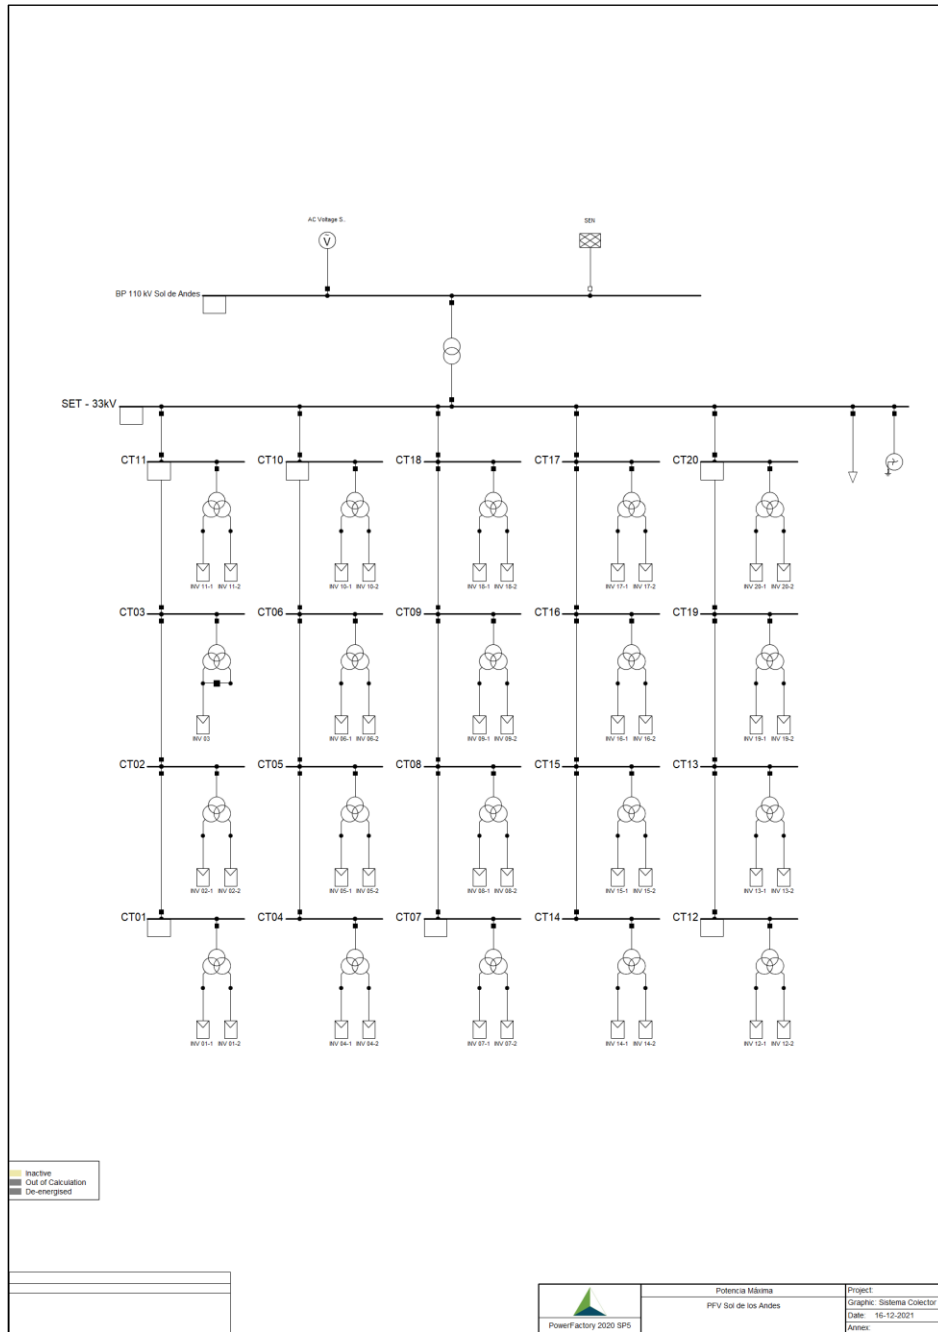 AC Voltage S..
SEN
V
BP 110 kV Sol de Andes
SET - 33kV
CT11 CT10 CT18 CT17 CT20
INV 11-1 INV 11-2 INV 10-1 INV 10-2 INV 18-1 INV 18-2 INV 17-1 INV 17-2 INV 20-1 INV 20-2
CT03 CT06 CT09 CT16 CT19
INV 03 INV 06-1 INV 06-2 INV 09-1 INV 09-2 INV 16-1 INV 16-2 INV 19-1 INV 19-2
CT02 CT05 CT08 CT15 CT13
INV 02-1 INV 02-2 INV 05-1 INV 05-2 INV 08-1 INV 08-2 INV 15-1 INV 15-2 INV 13-1 INV 13-2
CT01 CT04 CT07 CT14 CT12
INV 01-1 INV 01-2 INV 04-1 INV 04-2 INV 07-1 INV 07-2 INV 14-1 INV 14-2 INV 12-1 INV 12-2
Inactive
Out of Calculation
De-energised
PowerFactory 2020 SP5
Potencia Máxima
PFV Sol de los Andes
Project:
Graphic: Sistema Colector
Date: 16-12-2021
Annex: